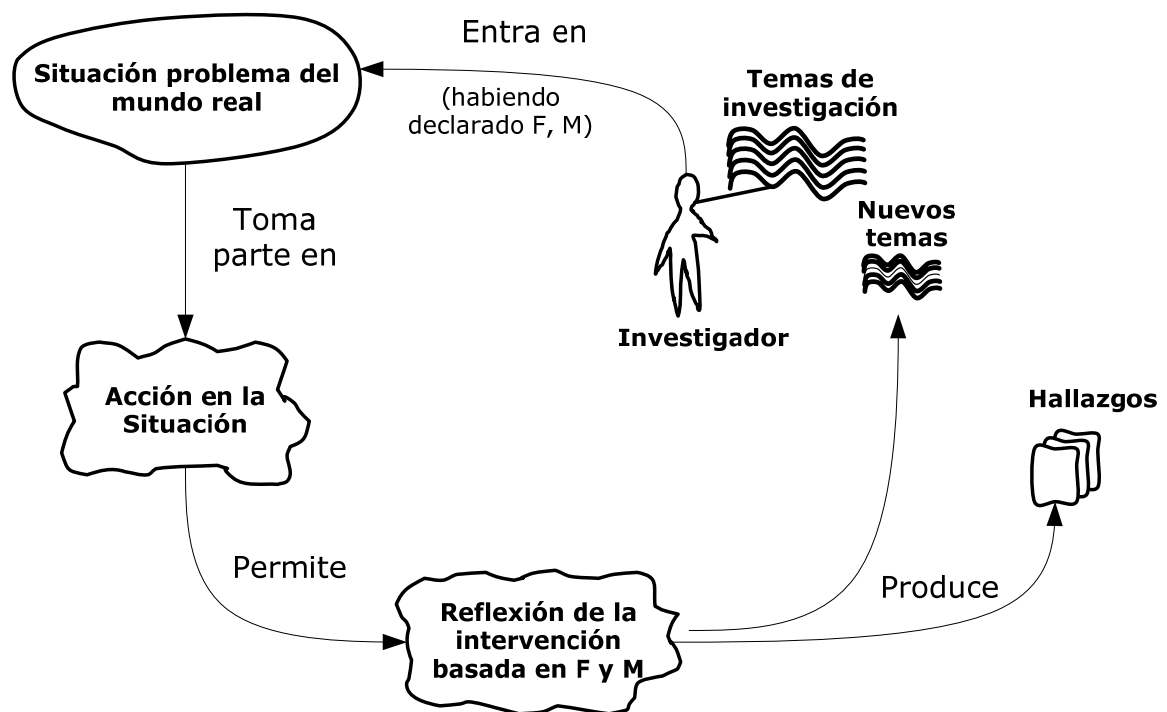 Entra en
Situación problema del
mundo real
(habiendo
declarado F, M)
Temas de
investigación
Nuevos
temas
Toma
parte en
Investigador
Acción en la
Situación
Hallazgos
Permite
Produce
Reflexión de la
intervención
basada en F y M